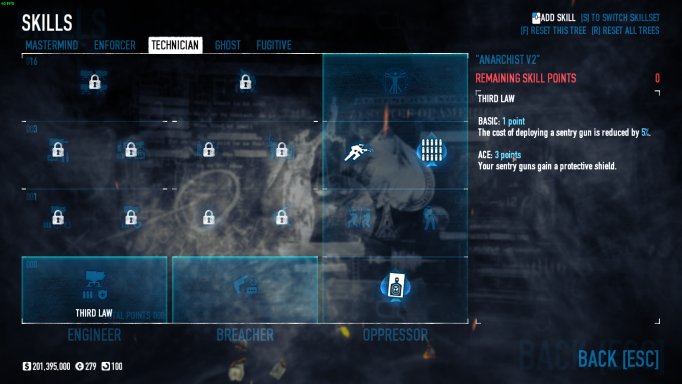 SKILLS
ADD SKILL [S] TO SWITCH SKILLSET
[F] RESET THIS TREE [R] RESET ALL TREES
MASTERMIND ENFORCER TECHNICIAN GHOST FUGITIVE
"ANARCHIST V2"
REMAINING SKILL POINTS 0
THIRD LAW
BASIC: 1 point
The cost of deploying a sentry gun is reduced by 5%.
ACE: 3 points
Your sentry guns gain a protective shield.
THIRD LAW
ENGINEER BREACHER OPPRESSOR
201,395,000 279 100
BACK [ESC]